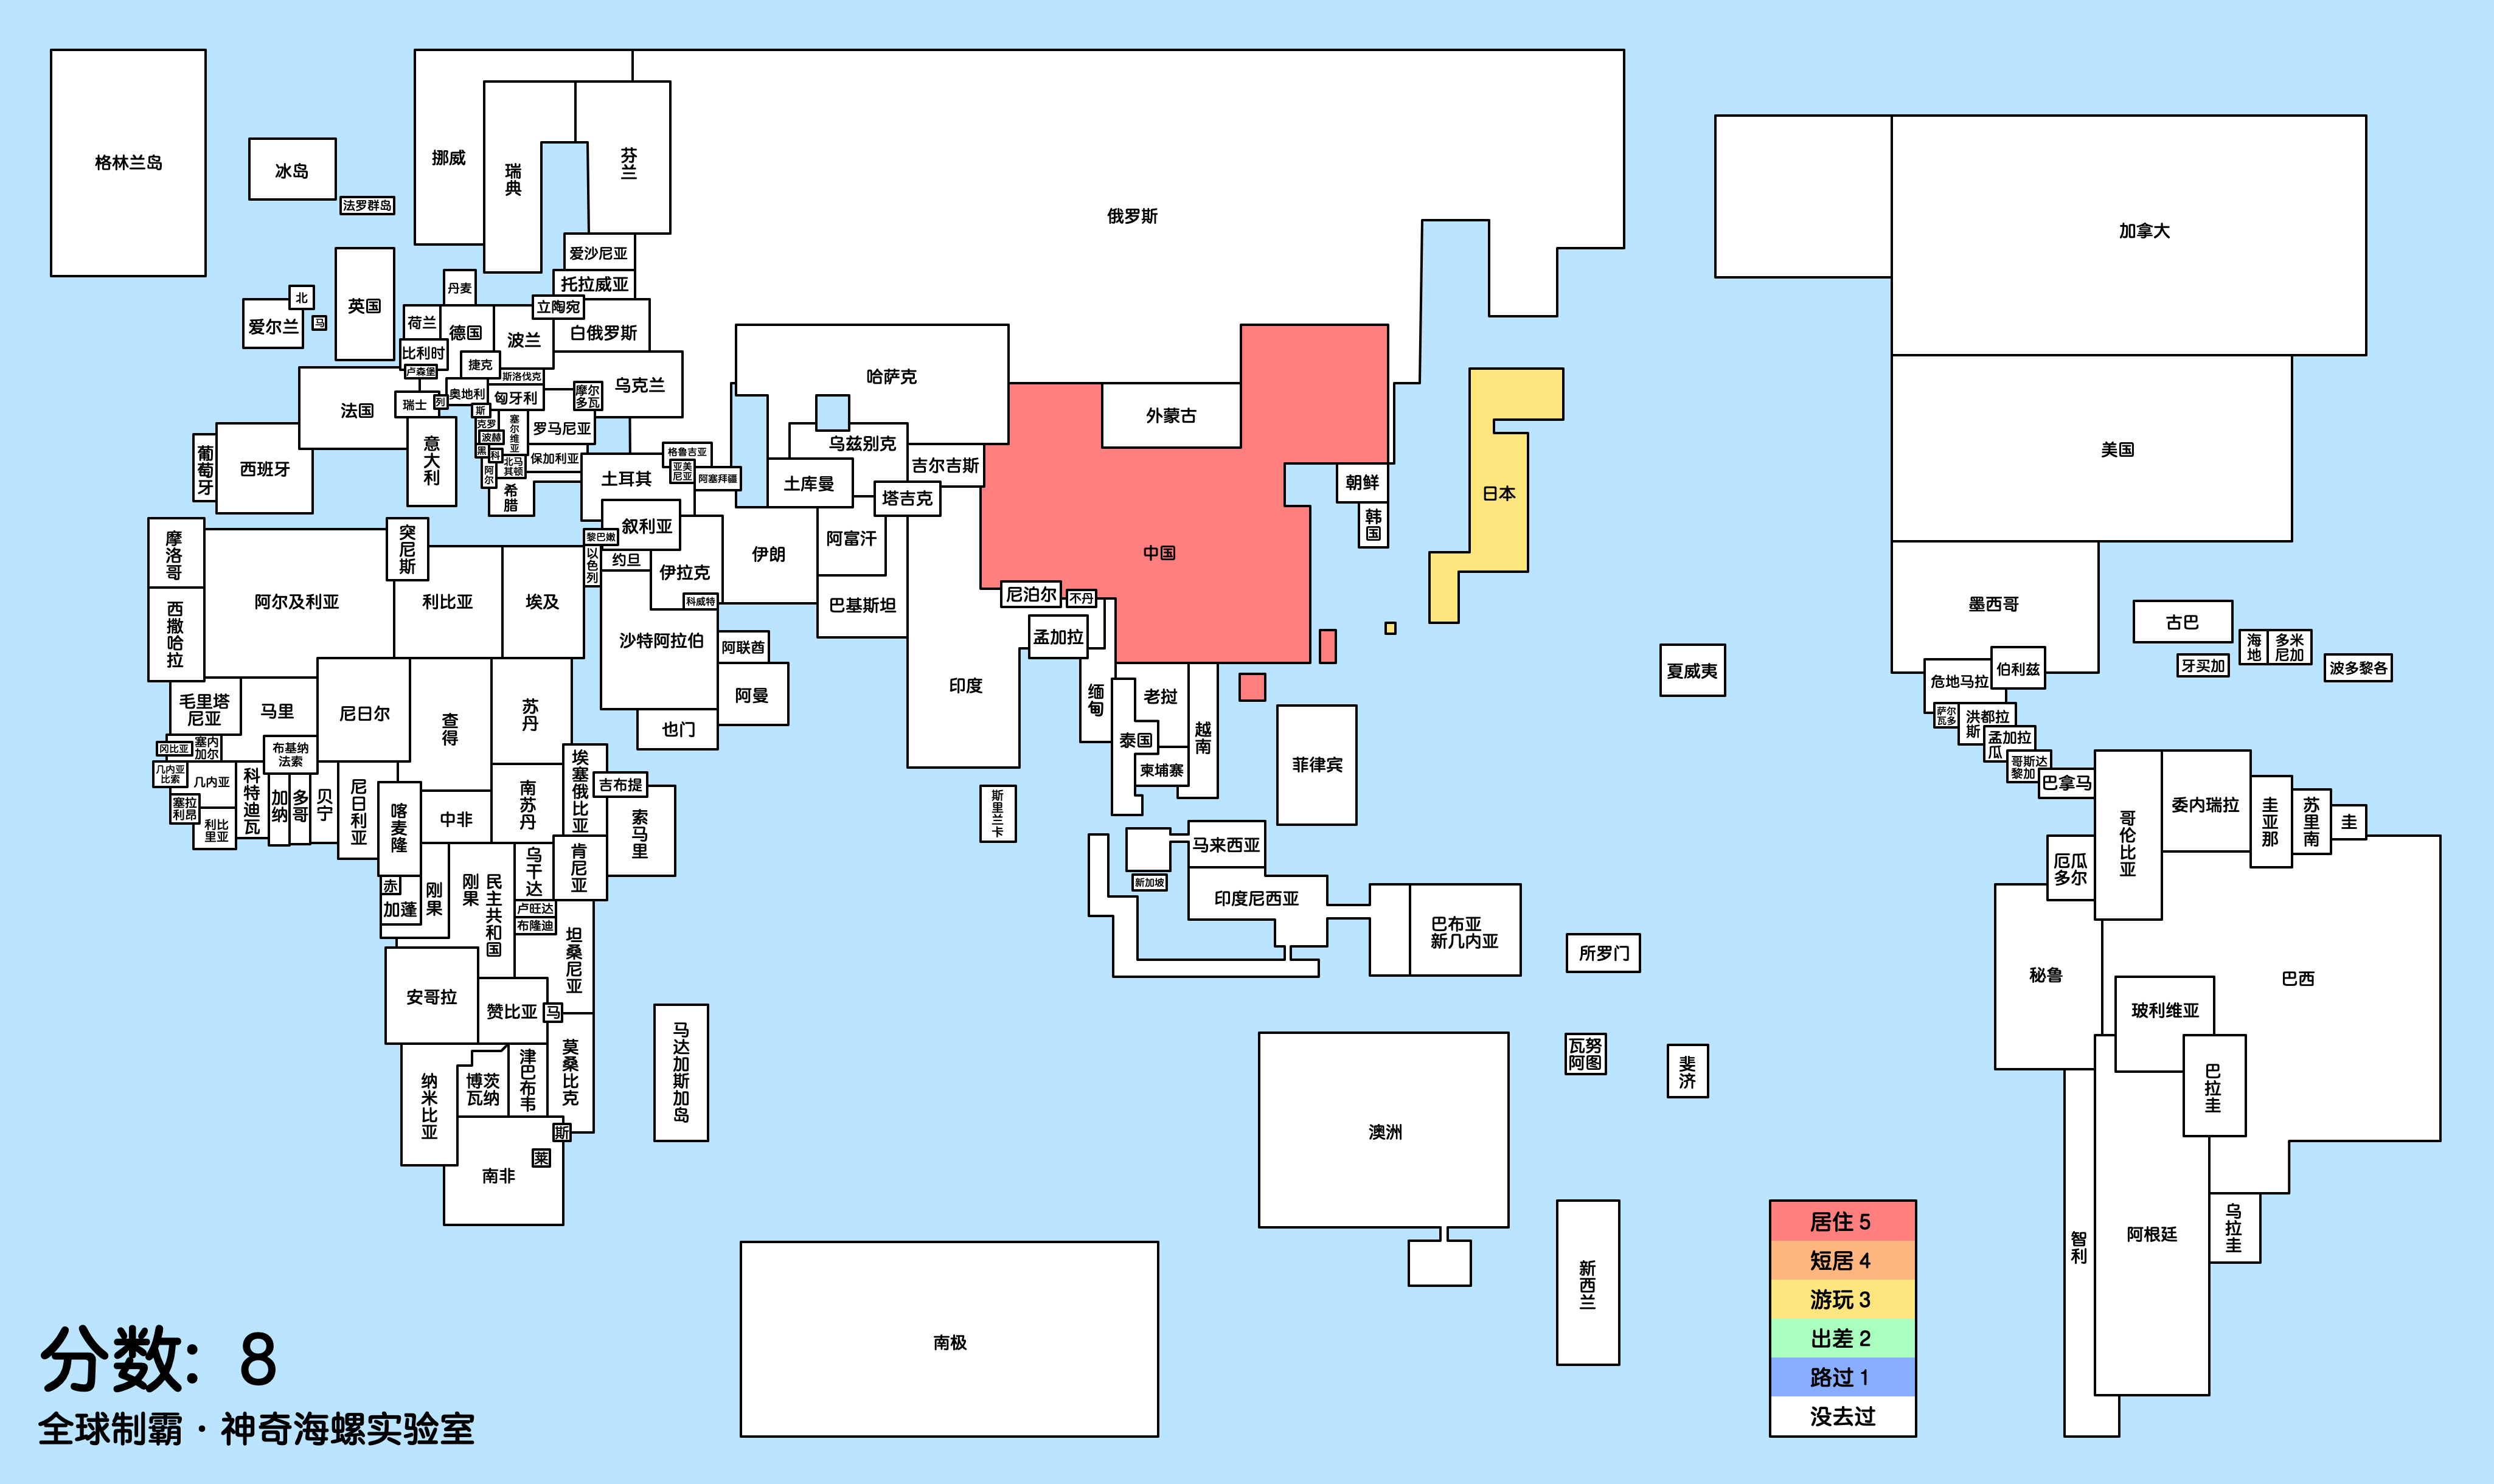 格林兰岛
冰岛
法罗群岛
挪威
瑞典
芬兰
俄罗斯
爱沙尼亚
托拉威亚
立陶宛
白俄罗斯
丹麦
英国
北
爱尔兰
马
荷兰
德国
波兰
比利时
卢森堡
捷克
斯洛伐克
乌克兰
摩尔
多瓦
法国
瑞士
列
奥地利
匈牙利
斯
克罗
塞尔维亚
罗马尼亚
波赫
黑
科
北马
其顿
保加利亚
阿尔
希腊
意大利
葡萄牙
西班牙
土耳其
格鲁吉亚
亚美
尼亚
阿塞拜疆
哈萨克
乌兹别克
吉尔吉斯
土库曼
塔吉克
外蒙古
中国
朝鲜
韩国
日本
叙利亚
黎巴嫩
以色列
约旦
伊拉克
科威特
伊朗
阿富汗
巴基斯坦
沙特阿拉伯
阿联酋
阿曼
也门
印度
尼泊尔
不丹
孟加拉
缅甸
老挝
泰国
越南
柬埔寨
斯里兰卡
菲律宾
马来西亚
新加坡
印度尼西亚
巴布亚
新几内亚
所罗门
瓦努
阿图
斐济
澳洲
新西兰
南极
夏威夷
摩洛哥
西撒哈拉
阿尔及利亚
突尼斯
利比亚
埃及
毛里塔
尼亚
马里
尼日尔
查得
苏丹
冈比亚
塞内
加尔
几内亚
比索
几内亚
塞拉
利昂
利比
里亚
科特迪瓦
布基纳
法索
加纳
多哥
贝宁
尼日利亚
喀麦隆
中非
南苏丹
埃塞俄比亚
吉布提
索马里
赤
加蓬
刚果
民主共和国
刚果
乌干达
肯尼亚
卢旺达
布隆迪
坦桑尼亚
安哥拉
赞比亚
马
莫桑比克
纳米比亚
博茨
瓦纳
津巴布韦
南非
斯
莱
马达加斯加岛
加拿大
美国
墨西哥
古巴
海地
多米
尼加
牙买加
波多黎各
危地马拉
伯利兹
萨尔
瓦多
洪都拉
斯
孟加拉
瓜
哥斯达
黎加
巴拿马
哥伦比亚
委内瑞拉
圭亚那
苏里南
圭
厄瓜
多尔
秘鲁
巴西
玻利维亚
巴拉圭
智利
阿根廷
乌拉圭
居住 5
短居 4
游玩 3
出差 2
路过 1
没去过
分数: 8
全球制霸 · 神奇海螺实验室